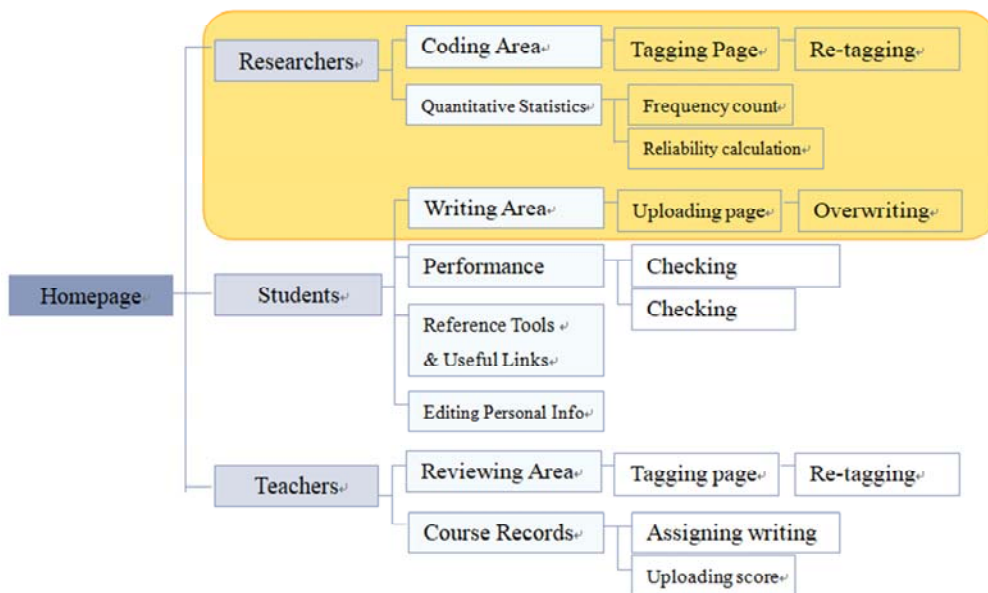 Researchers
Coding Area
Tagging Page
Re-tagging
Quantitative Statistics
Frequency count
Reliability calculation
Writing Area
Uploading page
Overwriting
Homepage
Students
Performance
Checking
Checking
Reference Tools
& Useful Links
Editing Personal Info
Teachers
Reviewing Area
Tagging page
Re-tagging
Course Records
Assigning writing
Uploading score